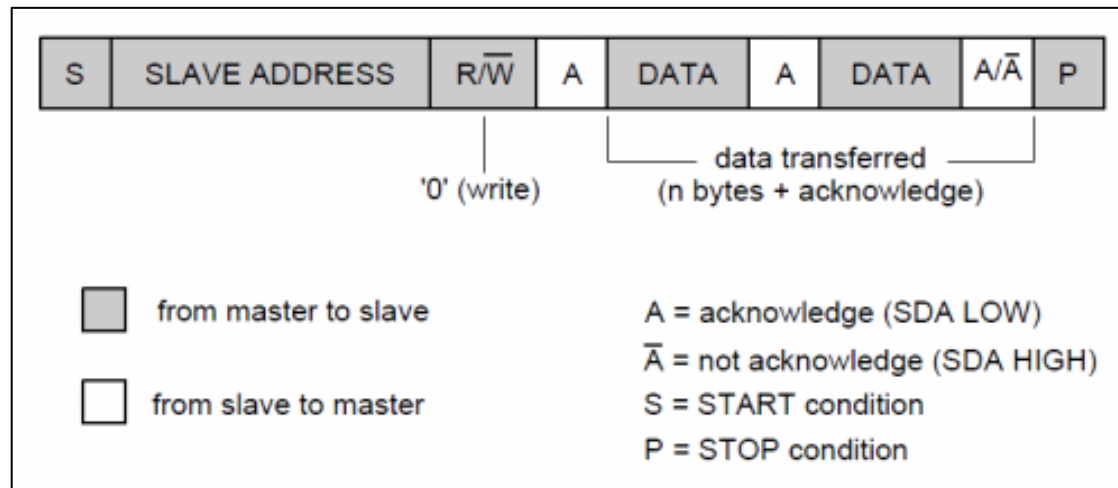 S SLAVE ADDRESS R/W̅ A DATA A DATA A/A̅ P
'0' (write)
data transferred
(n bytes + acknowledge)
from master to slave
from slave to master
A = acknowledge (SDA LOW)
A̅ = not acknowledge (SDA HIGH)
S = START condition
P = STOP condition